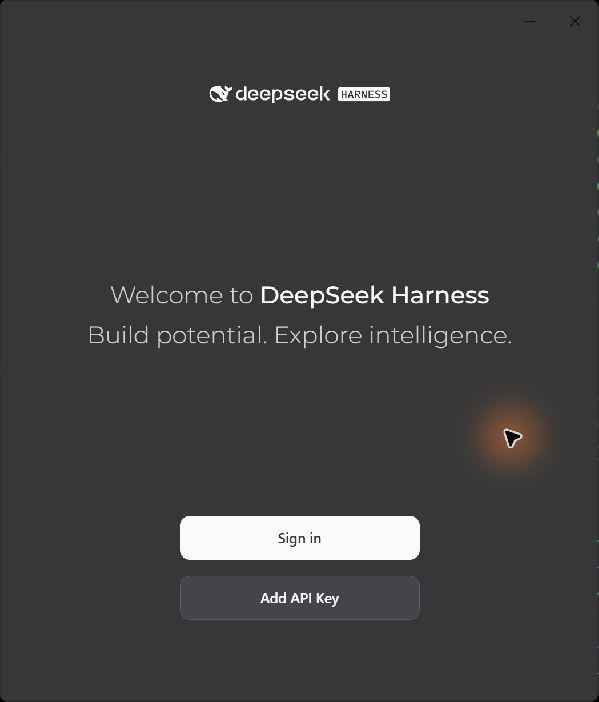 deepseek HARNESS
Welcome to DeepSeek Harness
Build potential. Explore intelligence.
Sign in
Add API Key